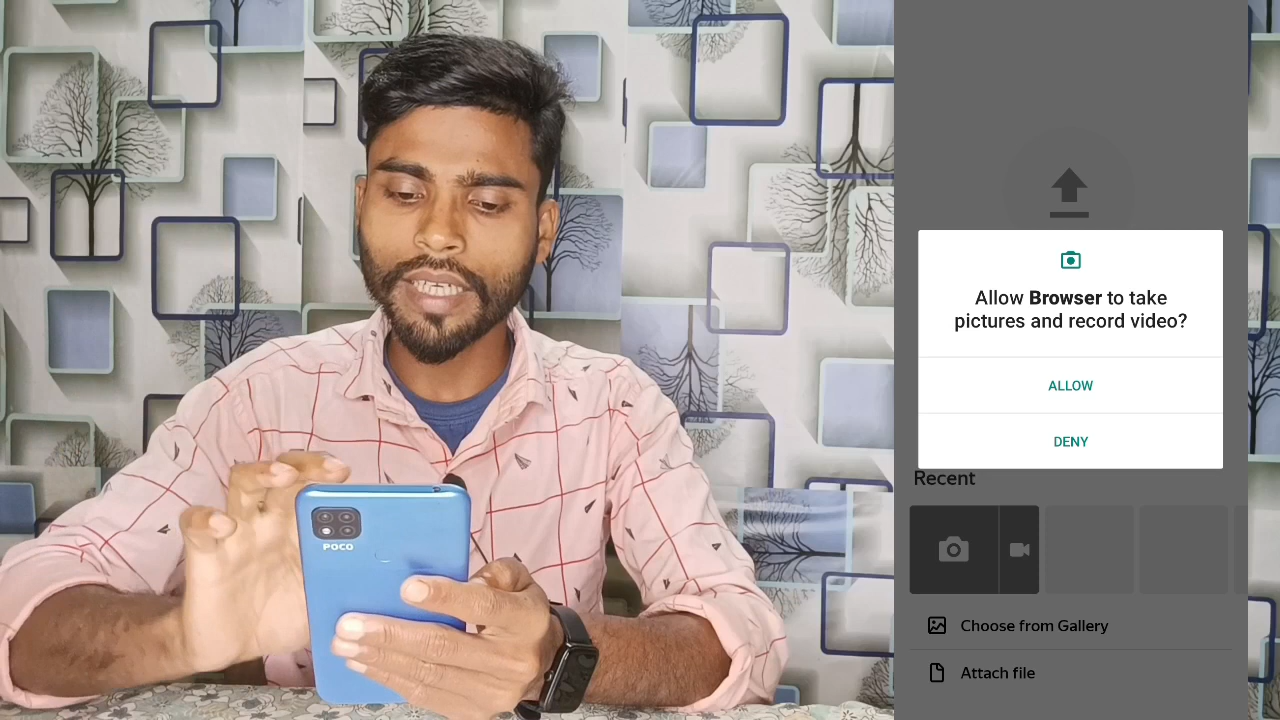 POCO
Allow Browser to take
pictures and record video?
ALLOW
DENY
Recent
Choose from Gallery
Attach file